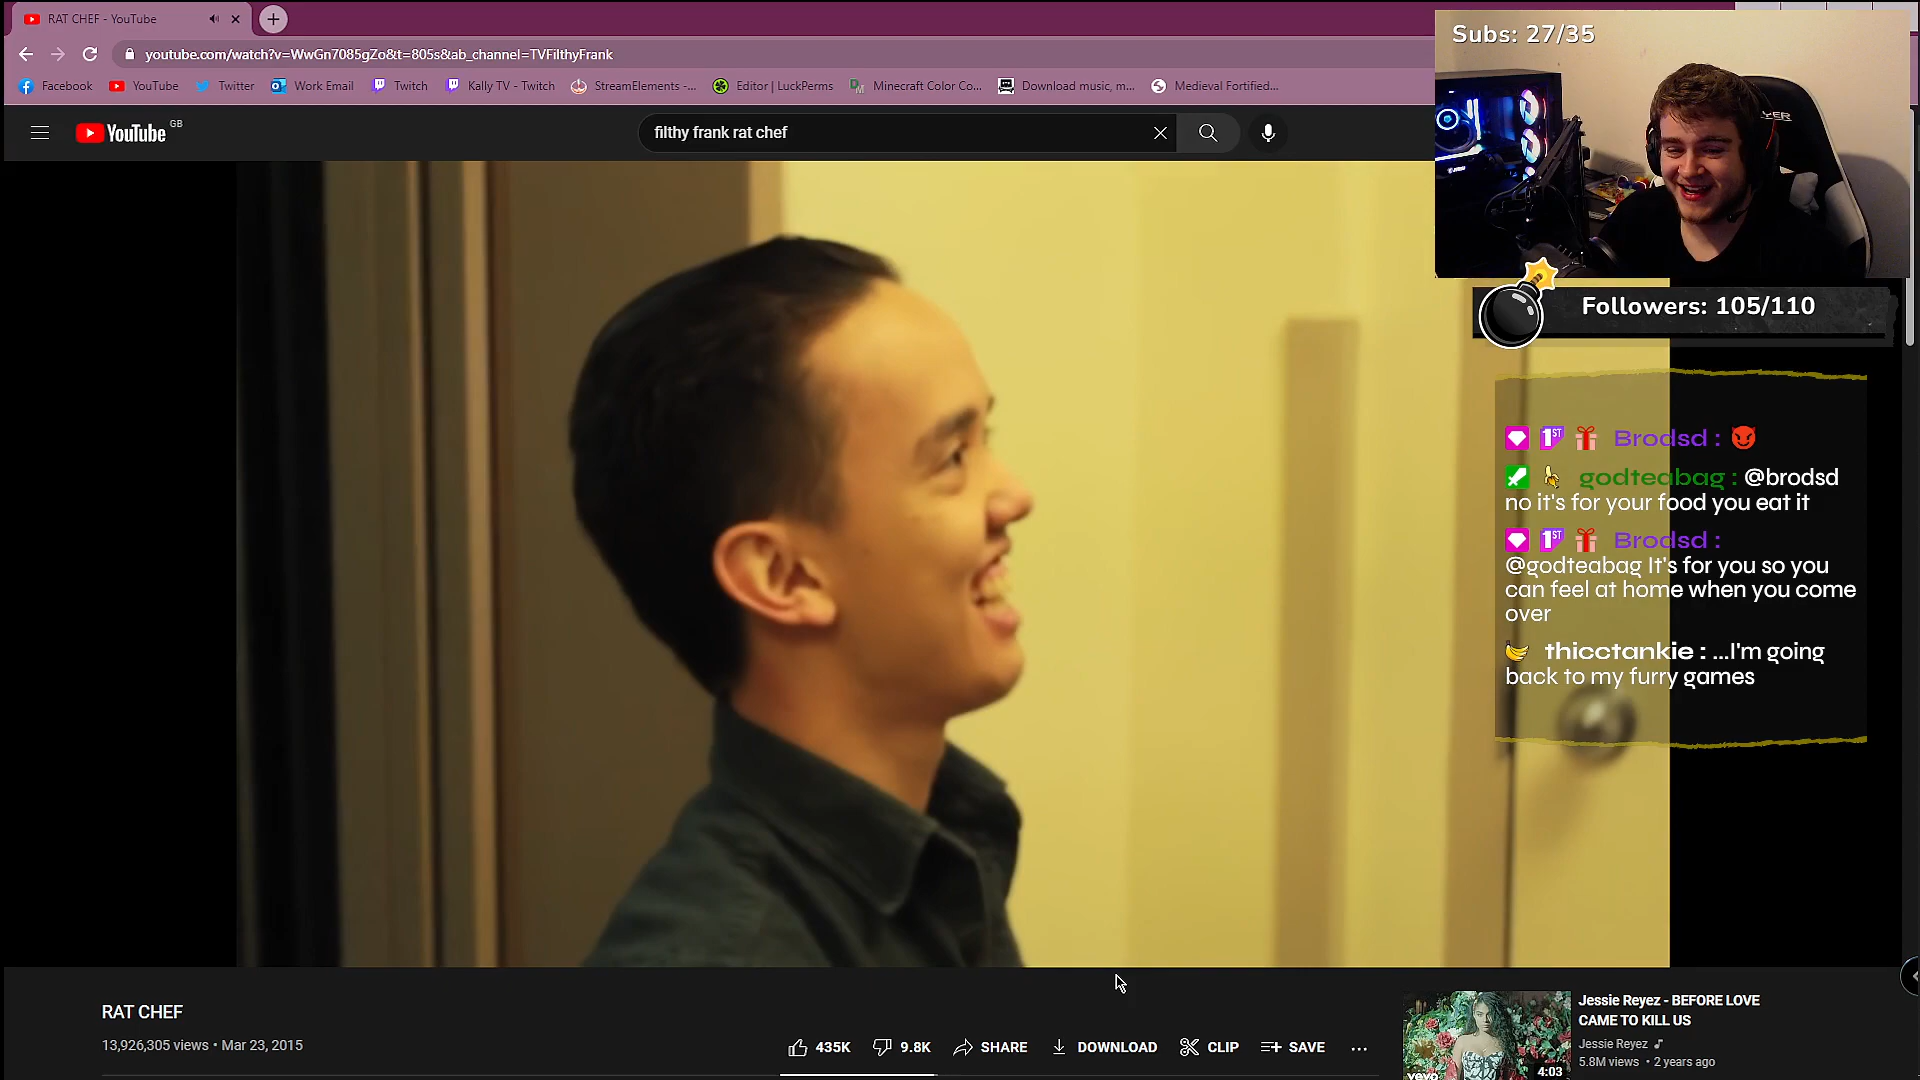 RAT CHEF - YouTube
youtube.com/watch?v=WwGn7085gZo&t=805s&ab_channel=TVFilthyFrank
Facebook YouTube Twitter Work Email Twitch Kally TV - Twitch StreamElements -... Editor | LuckPerms Minecraft Color Co... Download music, m... Medieval Fortified...
YouTube GB
filthy frank rat chef
Subs: 27/35
Followers: 105/110
1ST Brodsd :
godteabag : @brodsd
no it's for your food you eat it
1ST Brodsd :
@godteabag It's for you so you
can feel at home when you come
over
thicctankie : ...I'm going
back to my furry games
RAT CHEF
13,926,305 views • Mar 23, 2015
435K 9.8K SHARE DOWNLOAD CLIP SAVE ...
Jessie Reyez - BEFORE LOVE
CAME TO KILL US
Jessie Reyez
5.8M views • 2 years ago
vevo
4:03